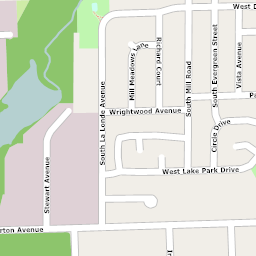 West D
Mill Meadows Lane
Richard Court
South Mill Road
South Evergreen Street
Vista Avenue
South La Londe Avenue
Wrightwood Avenue
Pa
Circle Drive
Stewart Avenue
West Lake Park Drive
rton Avenue